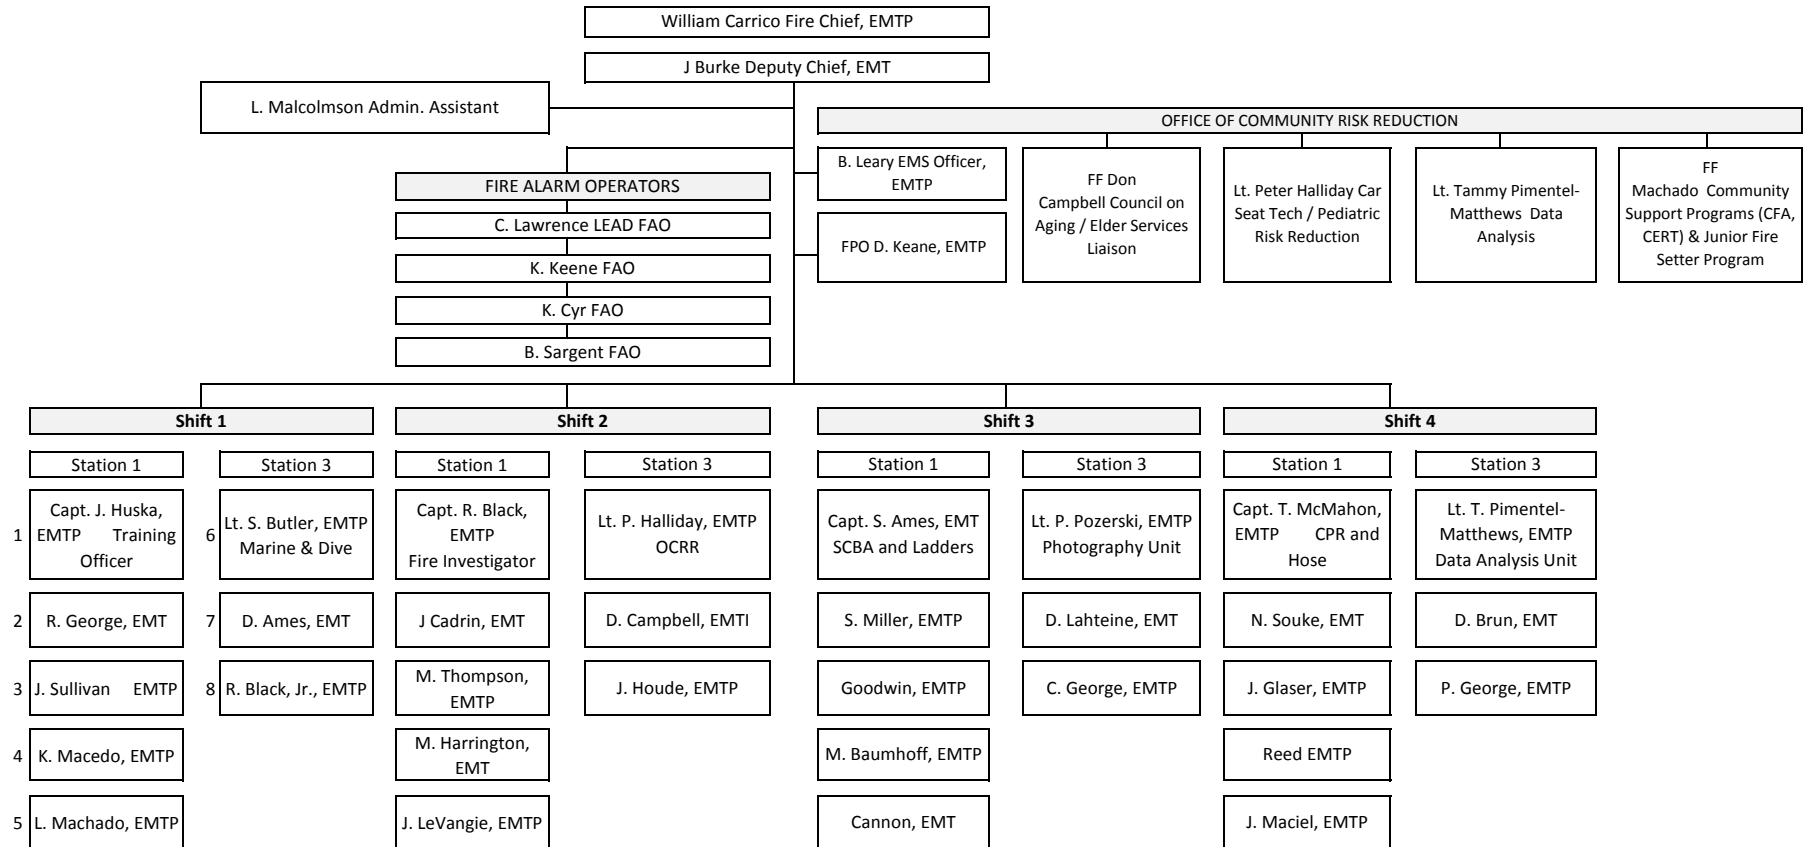 William Carrico Fire Chief, EMTP
J Burke Deputy Chief, EMT
L. Malcolmson Admin. Assistant
OFFICE OF COMMUNITY RISK REDUCTION
B. Leary EMS Officer,
EMTP
FPO D. Keane, EMTP
FF Don
Campbell Council on
Aging / Elder Services
Liaison
Lt. Peter Halliday Car
Seat Tech / Pediatric
Risk Reduction
Lt. Tammy Pimentel-
Matthews Data
Analysis
FF
Machado Community
Support Programs (CFA,
CERT) & Junior Fire
Setter Program
FIRE ALARM OPERATORS
C. Lawrence LEAD FAO
K. Keene FAO
K. Cyr FAO
B. Sargent FAO
Shift 1
Shift 2
Shift 3
Shift 4
Station 1
Station 3
Station 1
Station 3
Station 1
Station 3
Station 1
Station 3
1
Capt. J. Huska,
EMTP Training
Officer
6
Lt. S. Butler, EMTP
Marine & Dive
Capt. R. Black,
EMTP
Fire Investigator
Lt. P. Halliday, EMTP
OCRR
Capt. S. Ames, EMT
SCBA and Ladders
Lt. P. Pozerski, EMTP
Photography Unit
Capt. T. McMahon,
EMTP CPR and
Hose
Lt. T. Pimentel-
Matthews, EMTP
Data Analysis Unit
2
R. George, EMT
7
D. Ames, EMT
J Cadrin, EMT
D. Campbell, EMTI
S. Miller, EMTP
D. Lahteine, EMT
N. Souke, EMT
D. Brun, EMT
3
J. Sullivan EMTP
8
R. Black, Jr., EMTP
M. Thompson,
EMTP
J. Houde, EMTP
Goodwin, EMTP
C. George, EMTP
J. Glaser, EMTP
P. George, EMTP
4
K. Macedo, EMTP
M. Harrington,
EMT
M. Baumhoff, EMTP
Reed EMTP
5
L. Machado, EMTP
J. LeVangie, EMTP
Cannon, EMT
J. Maciel, EMTP